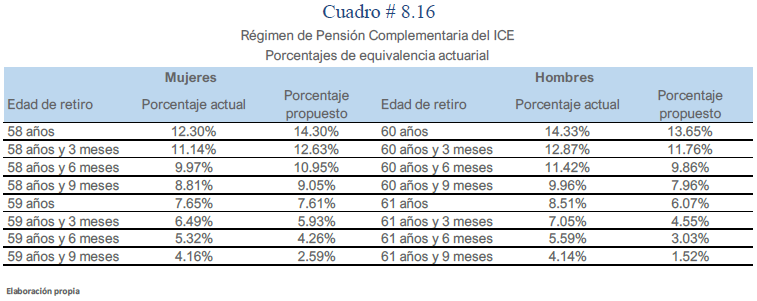 Cuadro # 8.16
Régimen de Pensión Complementaria del ICE
Porcentajes de equivalencia actuarial
Mujeres Hombres
Edad de retiro Porcentaje actual Porcentaje propuesto Edad de retiro Porcentaje actual Porcentaje propuesto
58 años 12.30% 14.30% 60 años 14.33% 13.65%
58 años y 3 meses 11.14% 12.63% 60 años y 3 meses 12.87% 11.76%
58 años y 6 meses 9.97% 10.95% 60 años y 6 meses 11.42% 9.86%
58 años y 9 meses 8.81% 9.05% 60 años y 9 meses 9.96% 7.96%
59 años 7.65% 7.61% 61 años 8.51% 6.07%
59 años y 3 meses 6.49% 5.93% 61 años y 3 meses 7.05% 4.55%
59 años y 6 meses 5.32% 4.26% 61 años y 6 meses 5.59% 3.03%
59 años y 9 meses 4.16% 2.59% 61 años y 9 meses 4.14% 1.52%
Elaboración propia